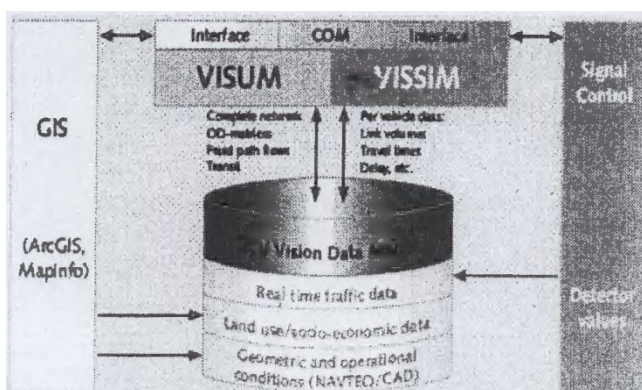 Interface COM Interface
VISUM VISSIM
Signal
Control
GIS
Complete network
OD-matrices
Fixed path flows
Transit
Per vehicle class:
Link volumes
Travel times
Delay, etc.
(ArcGIS,
MapInfo)
Vision Data
Real time traffic data
Land use/socio-economic data
Geometric and operational
conditions (NAVTEQ/CAD)
Detector
values